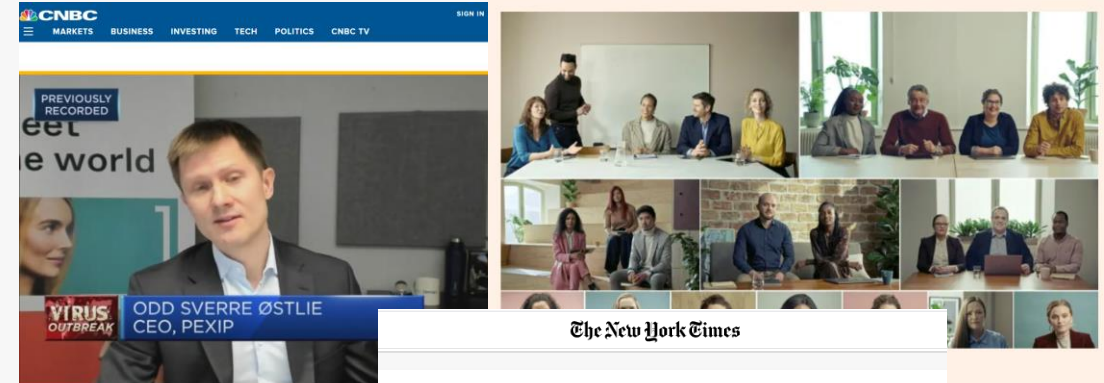 CNBC
SIGN IN
MARKETS BUSINESS INVESTING TECH POLITICS CNBC TV
PREVIOUSLY
RECORDED
eet
e world
VIRUS
OUTBREAK
ODD SVERRE ØSTLIE
CEO, PEXIP
The New York Times